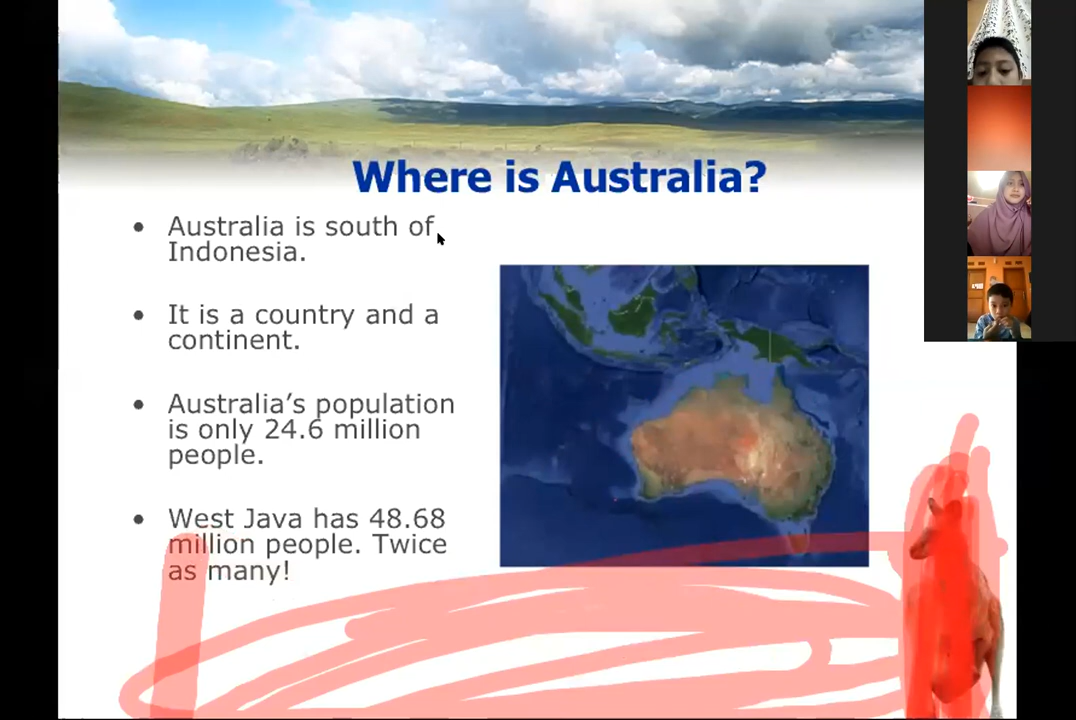 Where is Australia?
• Australia is south of
Indonesia.
• It is a country and a
continent.
• Australia’s population
is only 24.6 million
people.
• West Java has 48.68
million people. Twice
as many!